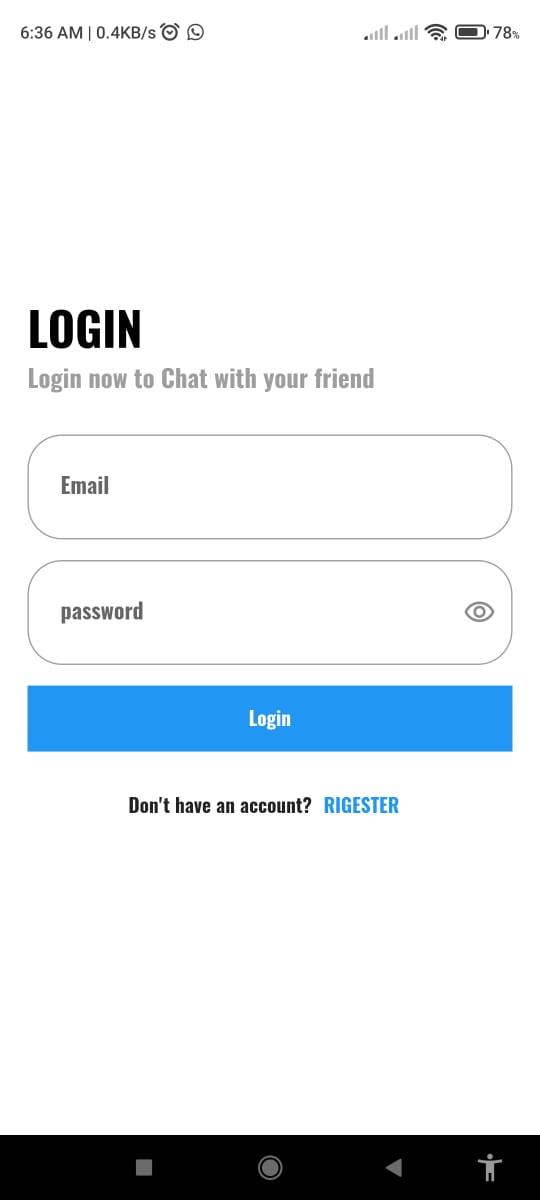 6:36 AM | 0.4KB/s 78%
LOGIN
Login now to Chat with your friend
Email
password
Login
Don't have an account? RIGESTER